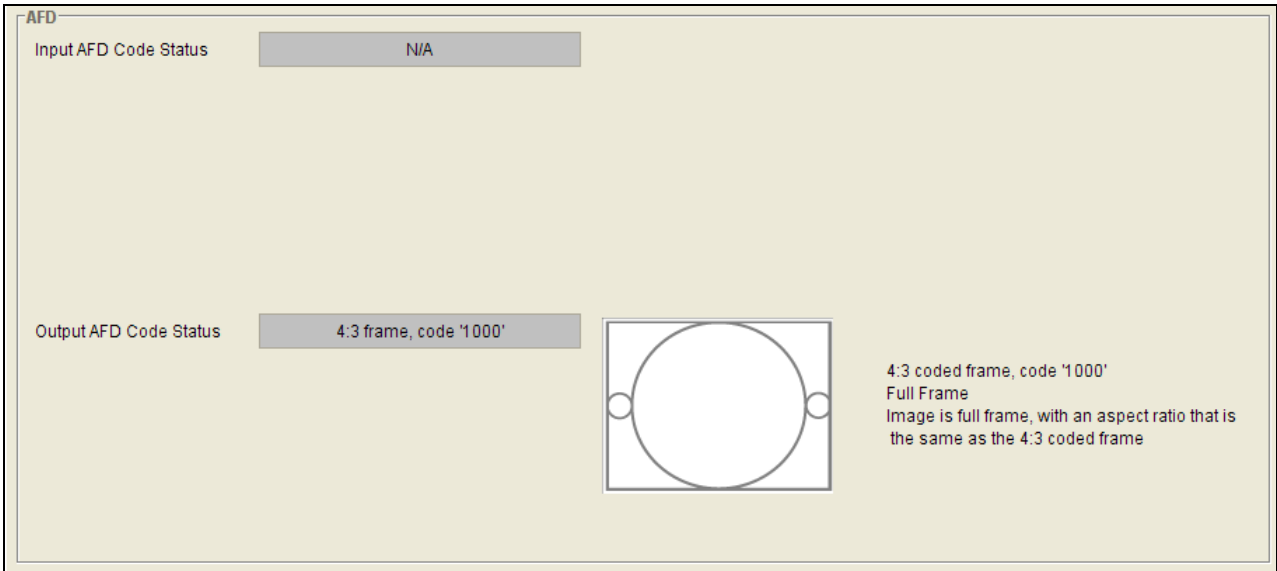 AFD
Input AFD Code Status
N/A
Output AFD Code Status
4:3 frame, code '1000'
4:3 coded frame, code '1000'
Full Frame
Image is full frame, with an aspect ratio that is
the same as the 4:3 coded frame